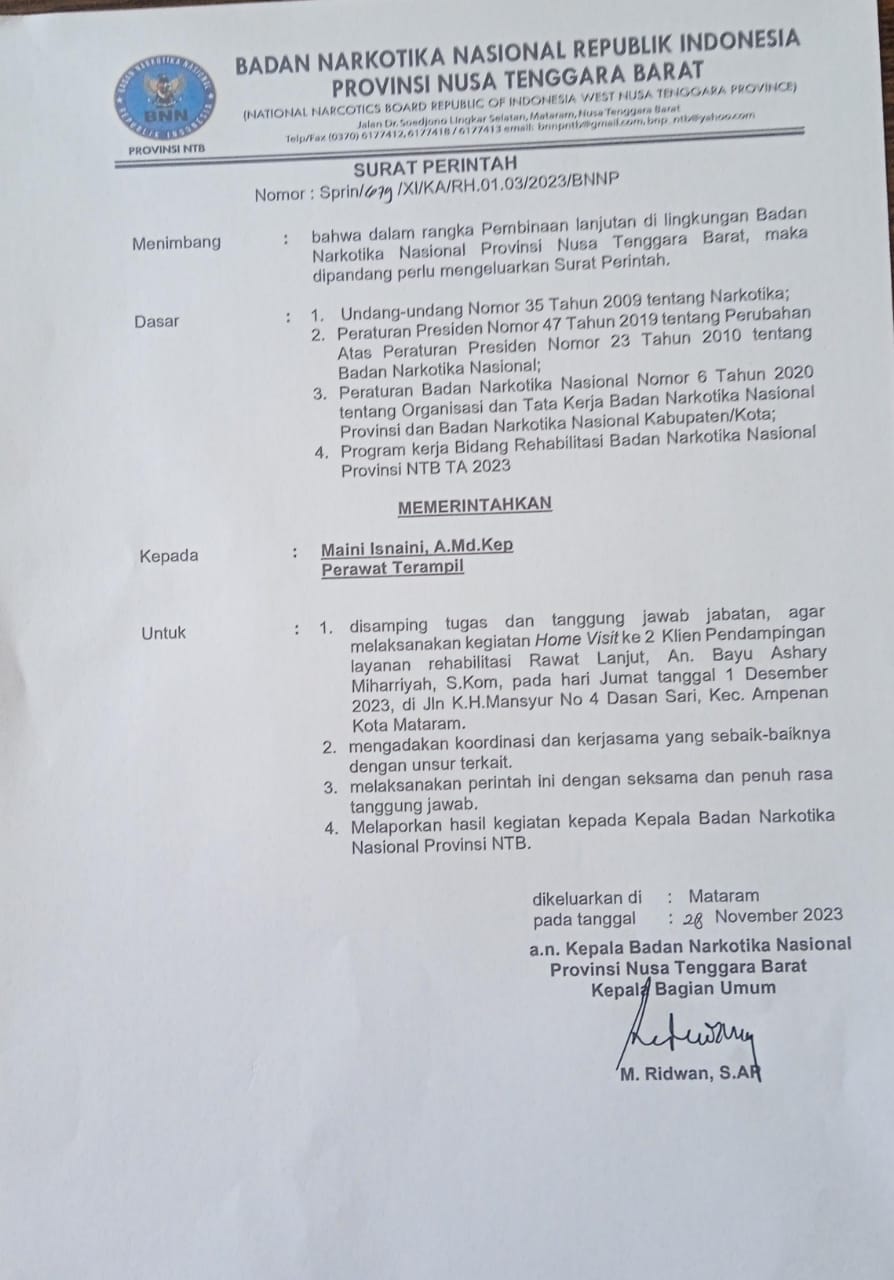 BADAN NARKOTIKA NASIONAL REPUBLIK INDONESIA
PROVINSI NUSA TENGGARA BARAT
(NATIONAL NARCOTICS BOARD REPUBLIC OF INDONESIA WEST NUSA TENGGARA PROVINCE)
Jalan Dr. Soedjono Lingkar Selatan, Mataram, Nusa Tenggara Barat
Telp/Fax (0370) 6177412, 6177418 / 6177413 email: bnnpntb@gmail.com, bnp_ntb@yahoo.com
BADAN NARKOTIKA NASIONAL
BNN
REPUBLIK INDONESIA
PROVINSI NTB
SURAT PERINTAH
Nomor : Sprin/679/XI/KA/RH.01.03/2023/BNNP
Menimbang : bahwa dalam rangka Pembinaan lanjutan di lingkungan Badan
Narkotika Nasional Provinsi Nusa Tenggara Barat, maka
dipandang perlu mengeluarkan Surat Perintah.
Dasar : 1. Undang-undang Nomor 35 Tahun 2009 tentang Narkotika;
2. Peraturan Presiden Nomor 47 Tahun 2019 tentang Perubahan
Atas Peraturan Presiden Nomor 23 Tahun 2010 tentang
Badan Narkotika Nasional;
3. Peraturan Badan Narkotika Nasional Nomor 6 Tahun 2020
tentang Organisasi dan Tata Kerja Badan Narkotika Nasional
Provinsi dan Badan Narkotika Nasional Kabupaten/Kota;
4. Program kerja Bidang Rehabilitasi Badan Narkotika Nasional
Provinsi NTB TA 2023
MEMERINTAHKAN
Kepada : Maini Isnaini, A.Md.Kep
Perawat Terampil
Untuk : 1. disamping tugas dan tanggung jawab jabatan, agar
melaksanakan kegiatan Home Visit ke 2 Klien Pendampingan
layanan rehabilitasi Rawat Lanjut, An. Bayu Ashary
Miharriyah, S.Kom, pada hari Jumat tanggal 1 Desember
2023, di Jln K.H.Mansyur No 4 Dasan Sari, Kec. Ampenan
Kota Mataram.
2. mengadakan koordinasi dan kerjasama yang sebaik-baiknya
dengan unsur terkait.
3. melaksanakan perintah ini dengan seksama dan penuh rasa
tanggung jawab.
4. Melaporkan hasil kegiatan kepada Kepala Badan Narkotika
Nasional Provinsi NTB.
dikeluarkan di : Mataram
pada tanggal : 28 November 2023
a.n. Kepala Badan Narkotika Nasional
Provinsi Nusa Tenggara Barat
Kepala Bagian Umum
M. Ridwan, S.AP